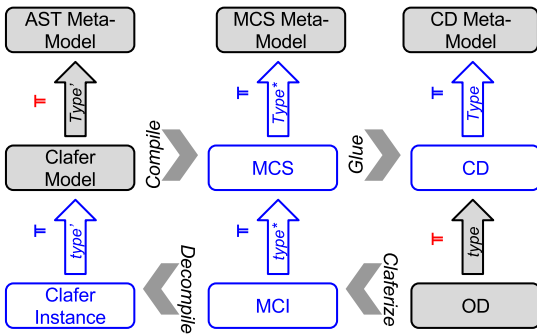 AST Meta-
Model
MCS Meta-
Model
CD Meta-
Model
╥
Type'
╥
Type*
╥
Type
Clafer
Model
Compile
MCS
Glue
CD
╥
type'
╥
type*
╥
type
Clafer
Instance
Decompile
MCI
Claferize
OD